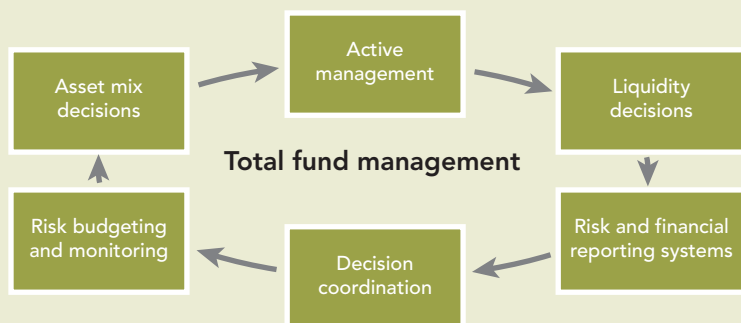 Active
management
Asset mix
decisions
Liquidity
decisions
Total fund management
Risk budgeting
and monitoring
Risk and financial
reporting systems
Decision
coordination